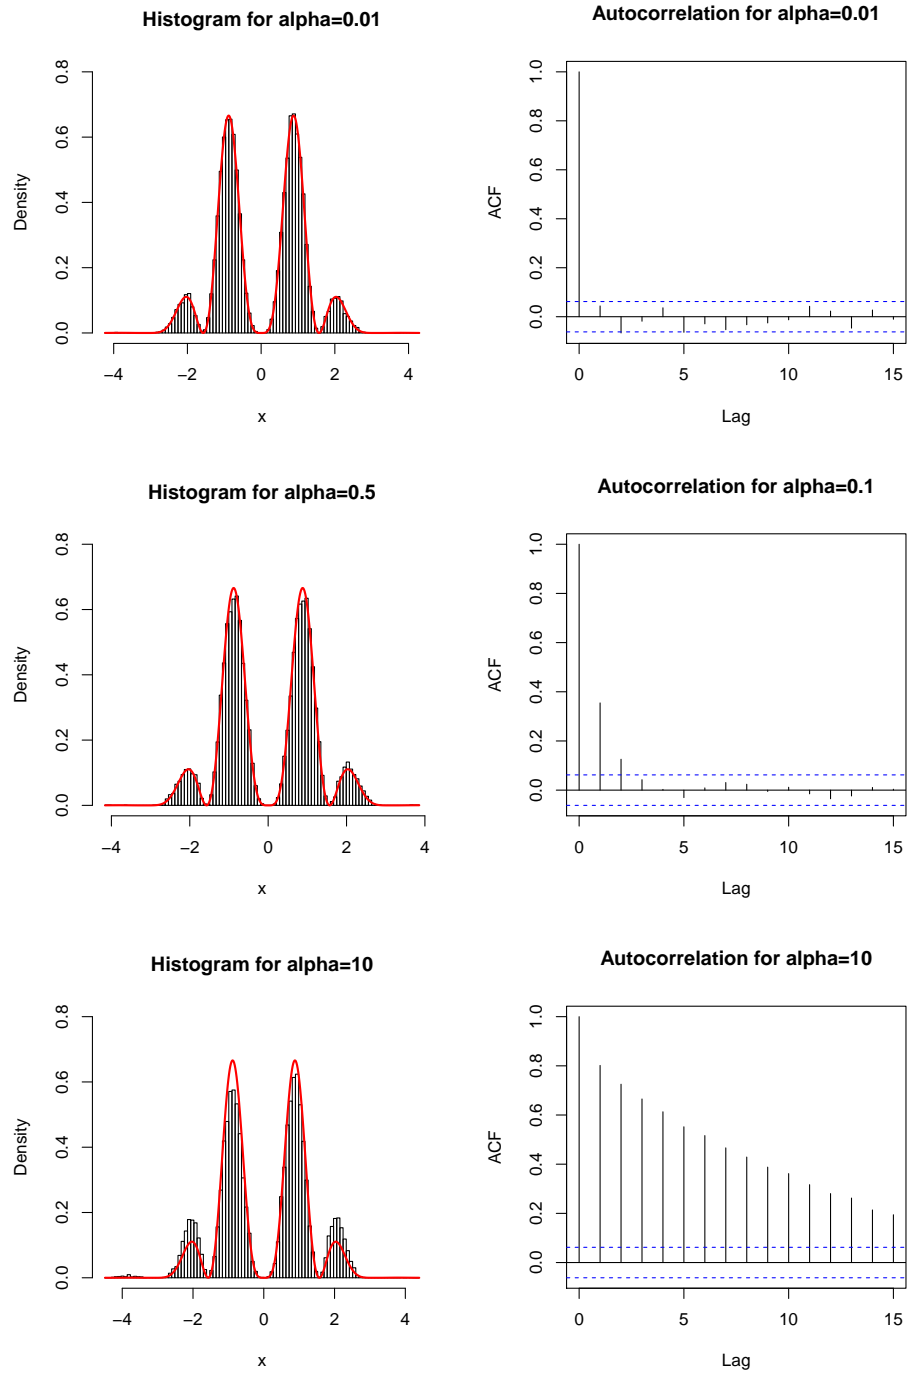 Histogram for alpha=0.01
Density
0.0 0.2 0.4 0.6 0.8
−4 −2 0 2 4
x
Autocorrelation for alpha=0.01
ACF
0.0 0.2 0.4 0.6 0.8 1.0
0 5 10 15
Lag
Histogram for alpha=0.5
Density
0.0 0.2 0.4 0.6 0.8
−4 −2 0 2 4
x
Autocorrelation for alpha=0.1
ACF
0.0 0.2 0.4 0.6 0.8 1.0
0 5 10 15
Lag
Histogram for alpha=10
Density
0.0 0.2 0.4 0.6 0.8
−4 −2 0 2 4
x
Autocorrelation for alpha=10
ACF
0.0 0.2 0.4 0.6 0.8 1.0
0 5 10 15
Lag